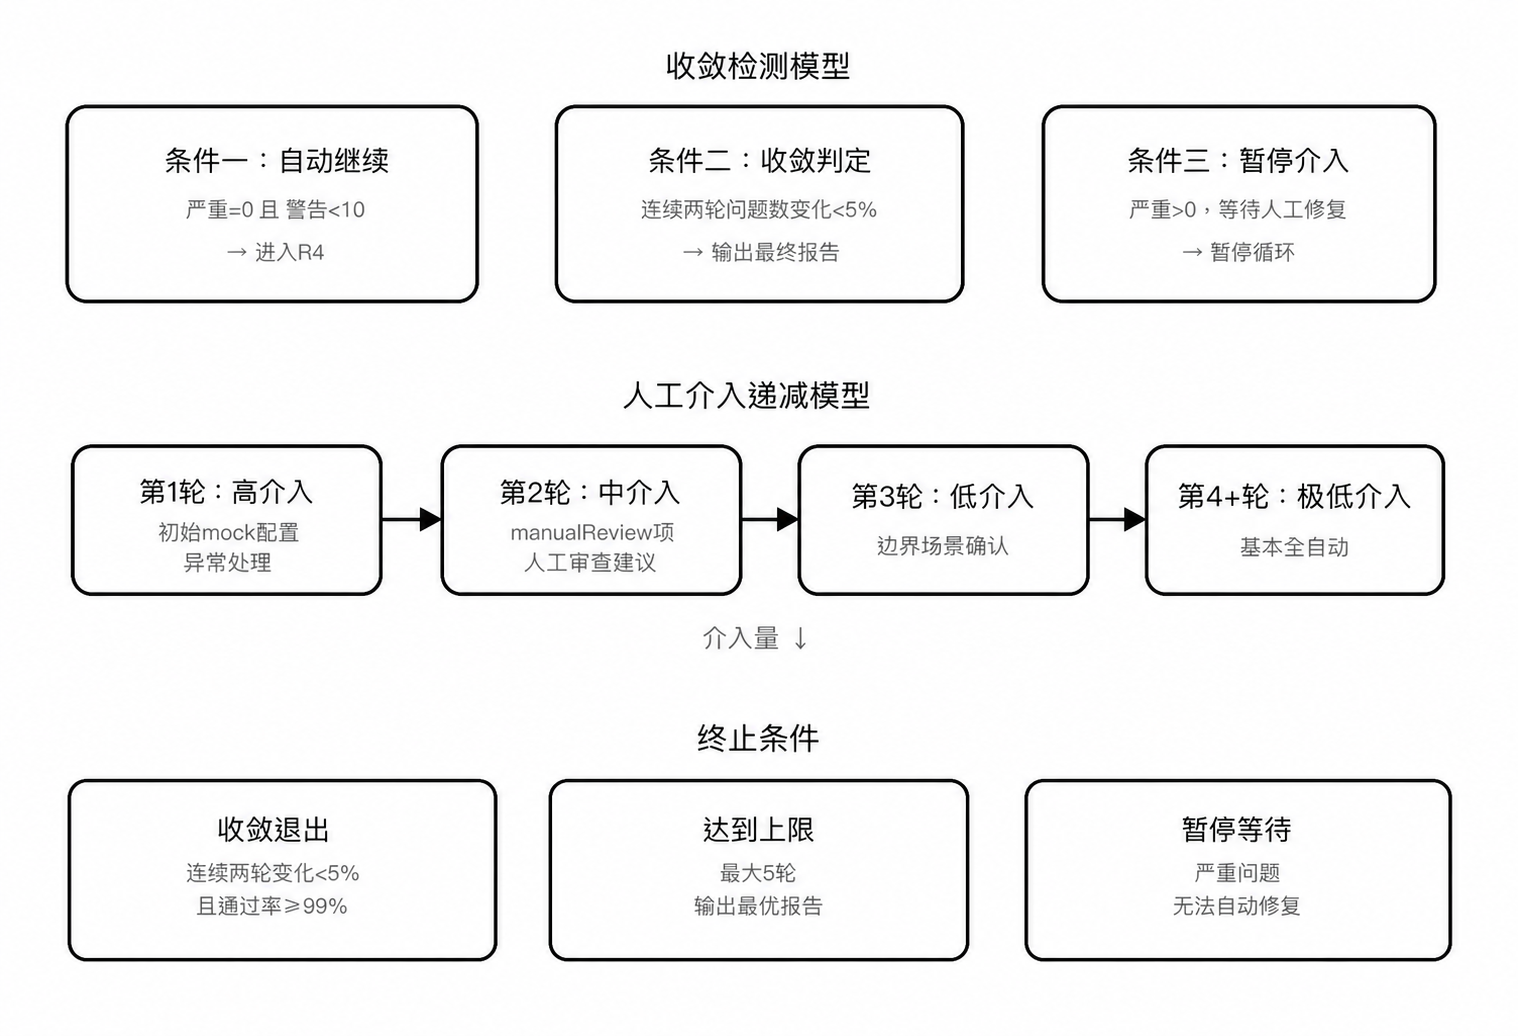 收敛检测模型
条件一：自动继续
严重=0 且 警告<10
→ 进入R4
条件二：收敛判定
连续两轮问题数变化<5%
→ 输出最终报告
条件三：暂停介入
严重>0，等待人工修复
→ 暂停循环
人工介入递减模型
第1轮：高介入
初始mock配置
异常处理
第2轮：中介入
manualReview项
人工审查建议
第3轮：低介入
边界场景确认
第4+轮：极低介入
基本全自动
介入量 ↓
终止条件
收敛退出
连续两轮变化<5%
且通过率≥99%
达到上限
最大5轮
输出最优报告
暂停等待
严重问题
无法自动修复